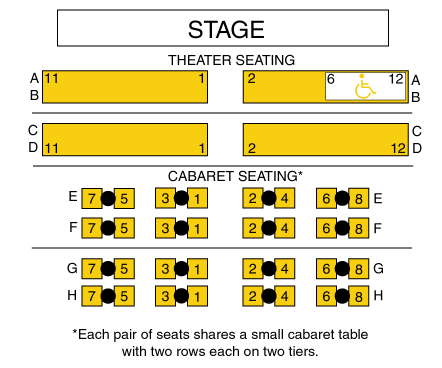 STAGE
THEATER SEATING
A 11 1 2 6 12 A
B B
C C
D 11 1 2 12 D
CABARET SEATING*
E 7 5 3 1 2 4 6 8 E
F 7 5 3 1 2 4 6 8 F
G 7 5 3 1 2 4 6 8 G
H 7 5 3 1 2 4 6 8 H
*Each pair of seats shares a small cabaret table
with two rows each on two tiers.